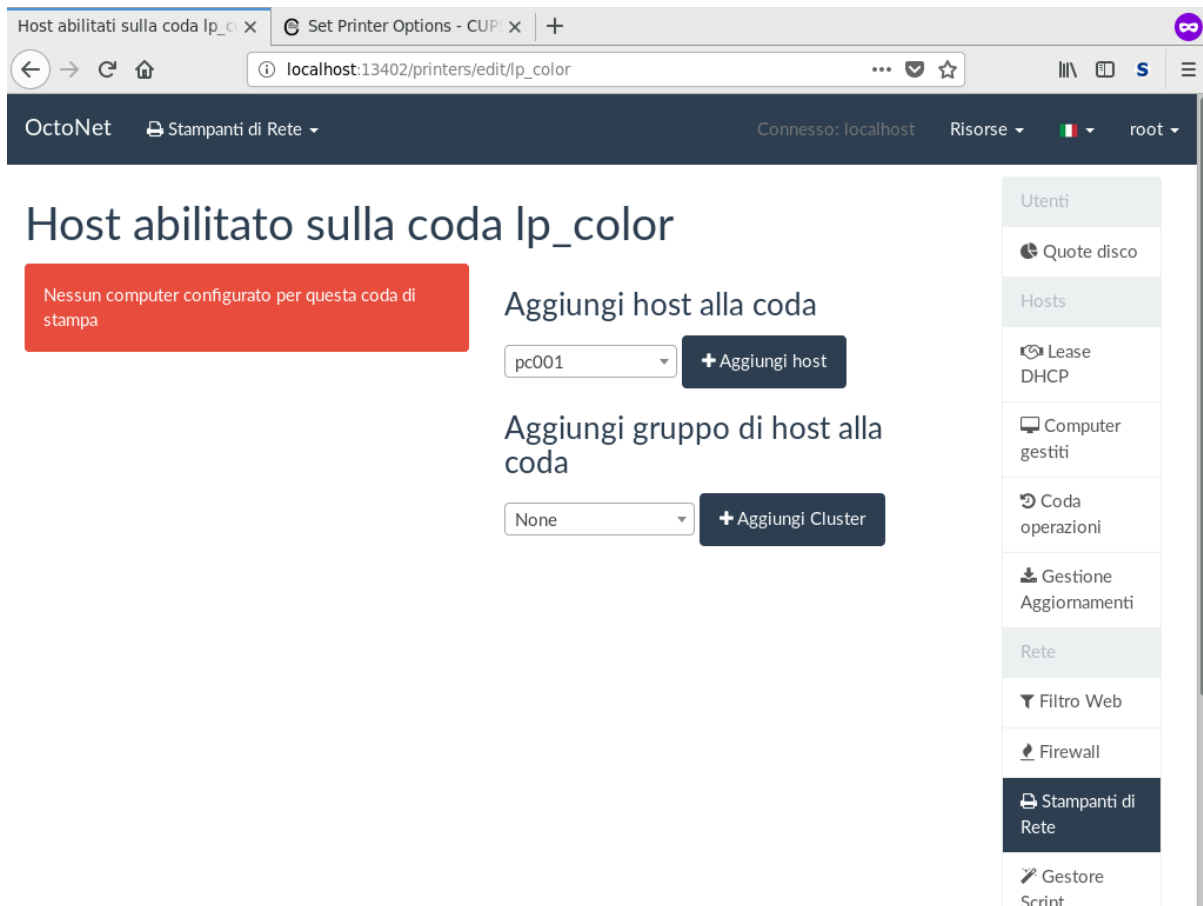 Host abilitati sulla coda lp_c
Set Printer Options - CUP
localhost:13402/printers/edit/lp_color
S
OctoNet
Stampanti di Rete
Connesso: localhost
Risorse
root
Host abilitato sulla coda lp_color
Nessun computer configurato per questa coda di
stampa
Aggiungi host alla coda
pc001
Aggiungi host
Aggiungi gruppo di host alla
coda
None
Aggiungi Cluster
Utenti
Quote disco
Hosts
Lease
DHCP
Computer
gestiti
Coda
operazioni
Gestione
Aggiornamenti
Rete
Filtro Web
Firewall
Stampanti di
Rete
Gestore
Script